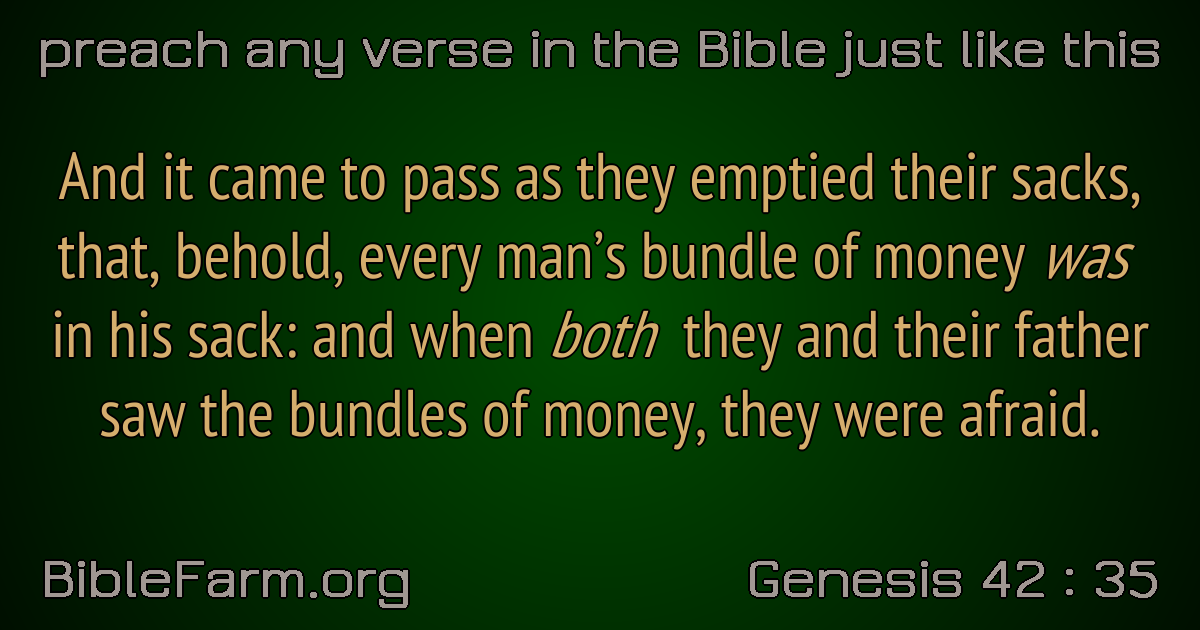 preach any verse in the Bible just like this
And it came to pass as they emptied their sacks,
that, behold, every man’s bundle of money was
in his sack: and when both they and their father
saw the bundles of money, they were afraid.
BibleFarm.org
Genesis 42 : 35